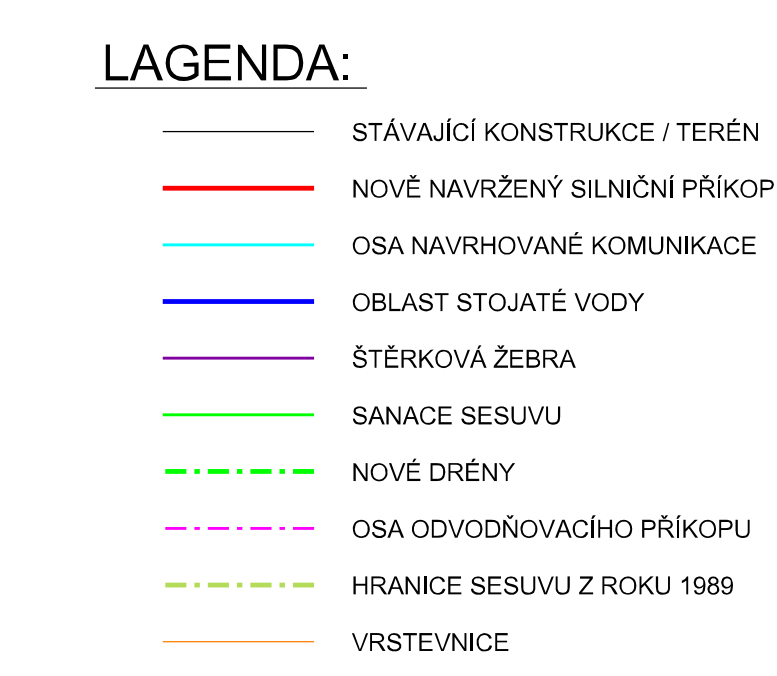 LAGENDA:
STÁVAJÍCÍ KONSTRUKCE / TERÉN
NOVĚ NAVRŽENÝ SILNIČNÍ PŘÍKOP
OSA NAVRHOVANÉ KOMUNIKACE
OBLAST STOJATÉ VODY
ŠTĚRKOVÁ ŽEBRA
SANACE SESUVU
NOVÉ DRÉNY
OSA ODVODŇOVACÍHO PŘÍKOPU
HRANICE SESUVU Z ROKU 1989
VRSTEVNICE